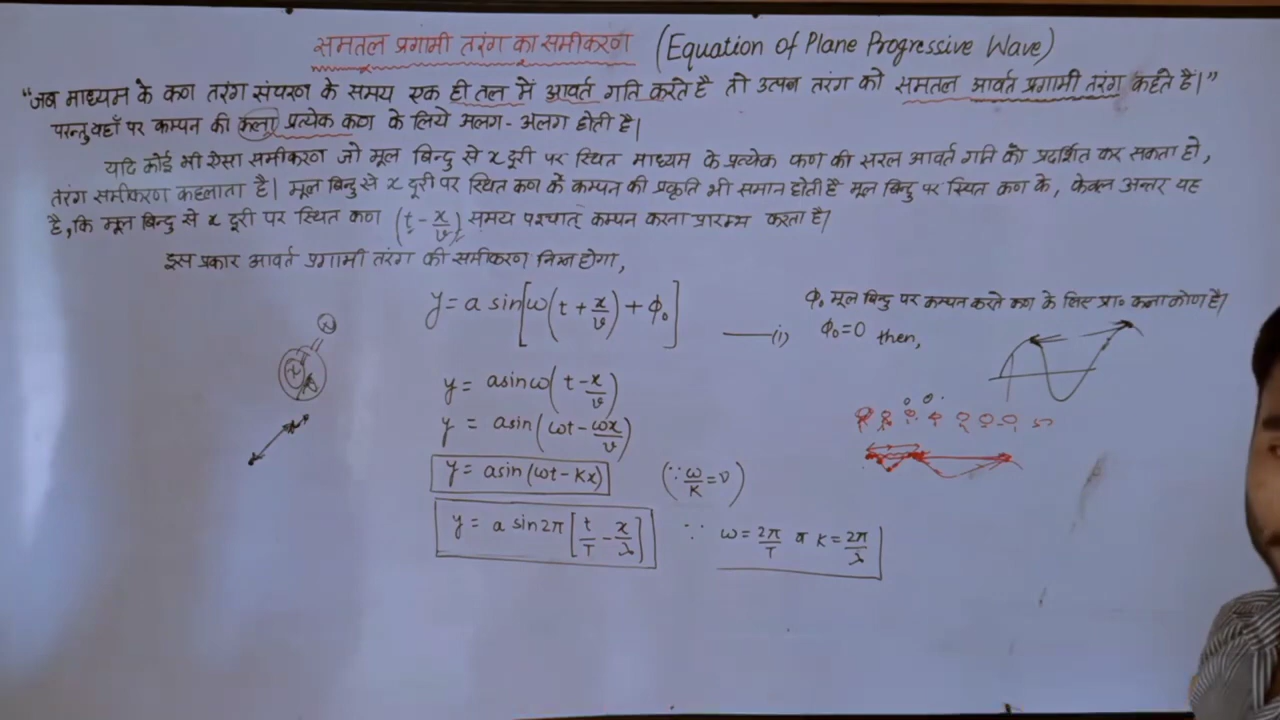 समतल प्रगामी तरंग का समीकरण (Equation of Plane Progressive Wave)
“जब माध्यम के कण तरंग संचरण के समय एक ही तल में आवर्त गति करते है तो उत्पन्न तरंग को समतल आवर्त प्रगामी तरंग कहते हैं।”
परन्तु यहाँ पर कम्पन की कला प्रत्येक कण के लिये अलग-अलग होती है।
यदि कोई भी ऐसा समीकरण जो मूल बिन्दु से x दूरी पर स्थित माध्यम के प्रत्येक कण की सरल आवर्त गति को प्रदर्शित कर सकता हो,
तरंग समीकरण कहलाता है। मूल बिन्दु से x दूरी पर स्थित कण के कम्पन की प्रकृति भी समान होती है मूल बिन्दु पर स्थित कण के, केवल अन्तर यह
है, कि मूल बिन्दु से x दूरी पर स्थित कण (t - x/v) समय पश्चात् कम्पन करना प्रारम्भ करता है।
इस प्रकार आवर्त प्रगामी तरंग की समीकरण निम्न होगा,
y = a sin[ω(t + x/v) + ϕ₀] —(i)
ϕ₀ मूल बिन्दु पर कम्पन करते कण के लिए प्रा० कला कोण है।
ϕ₀=0 then,
y = a sin ω(t - x/v)
y = a sin(ωt - ωx/v)
y = a sin(ωt - Kx) (∵ ω/K = v)
y = a sin 2π[t/T - x/λ] ∵ ω = 2π/T व K = 2π/λ